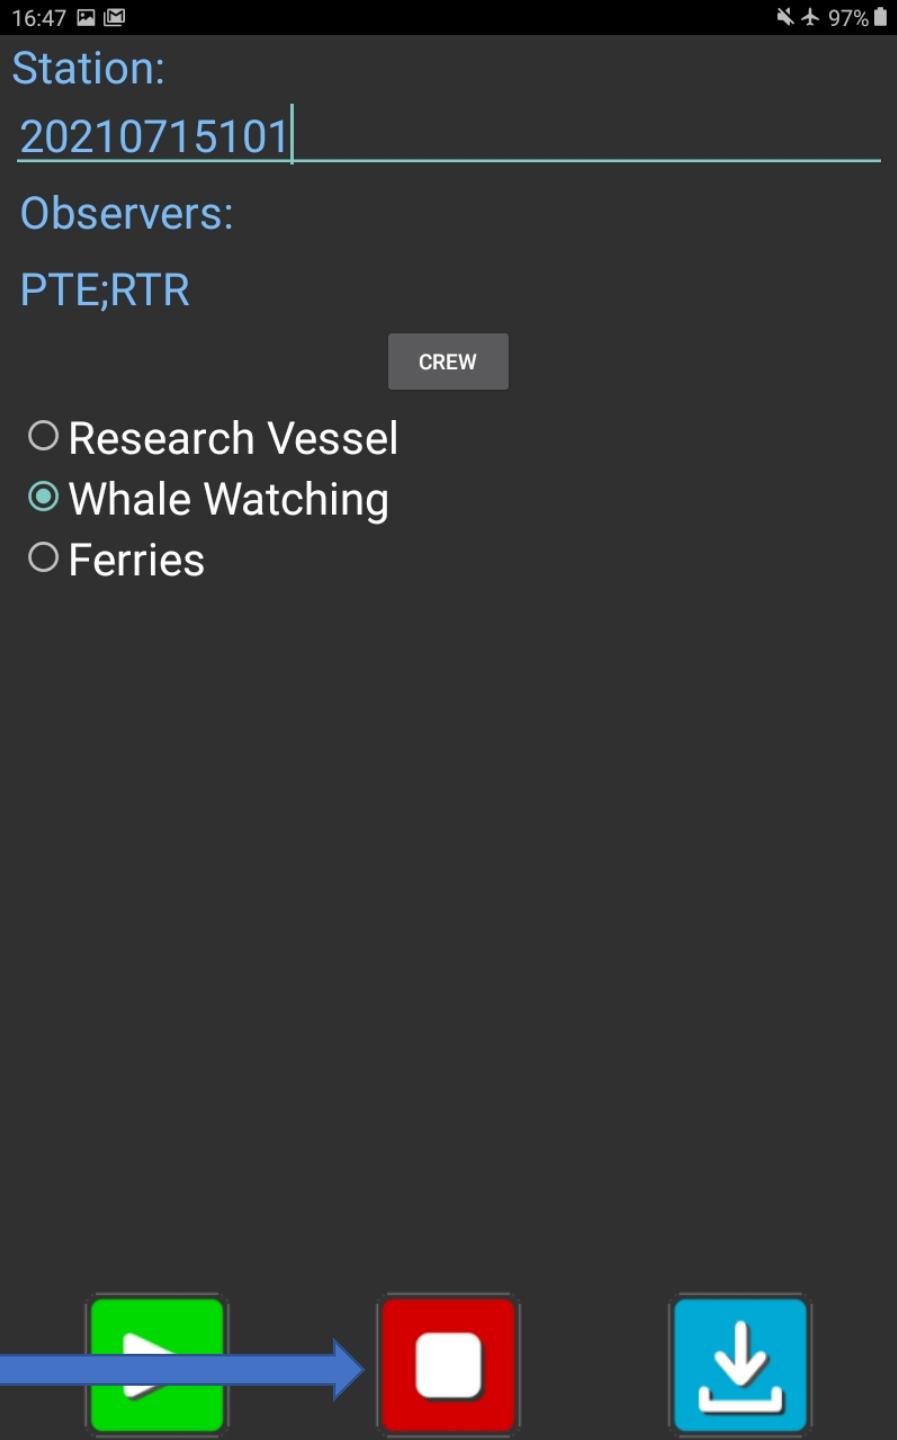 16:47 97%
Station:
20210715101
Observers:
PTE;RTR
CREW
Research Vessel
Whale Watching
Ferries